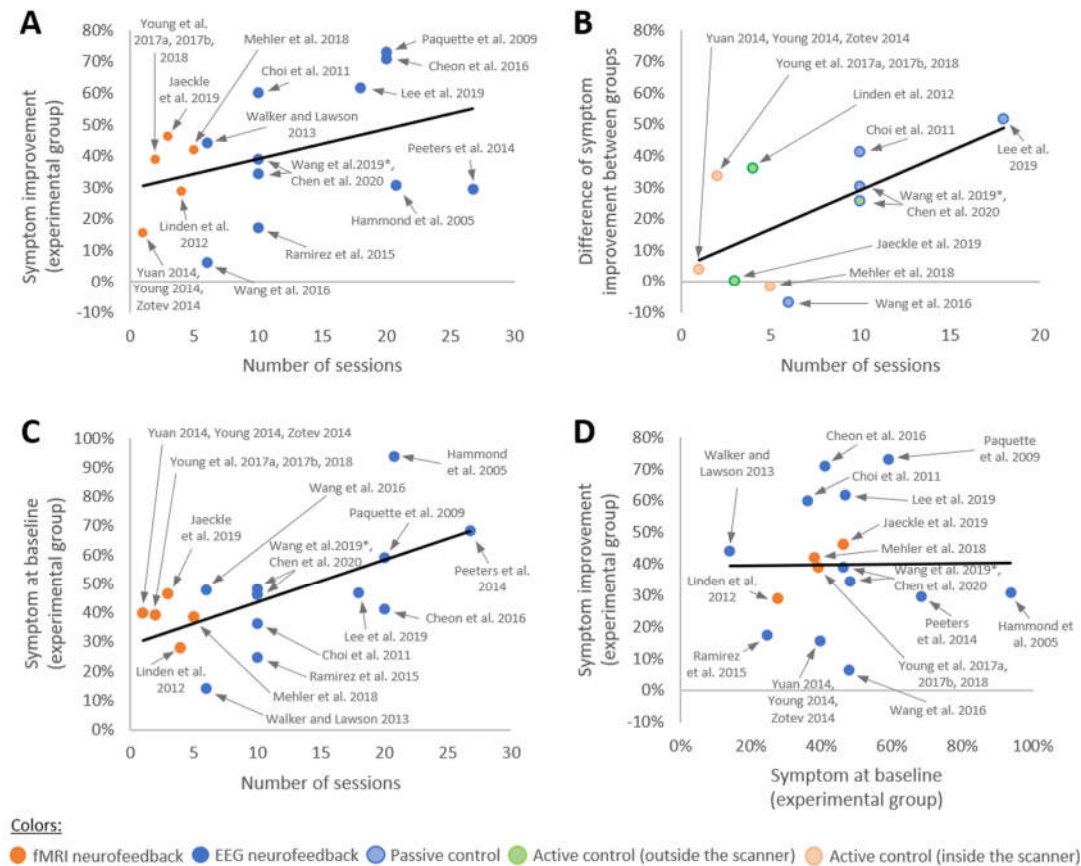 A
80%
70%
60%
50%
40%
30%
20%
10%
0%
-10%
Symptom improvement
(experimental group)
Young et al.
2017a, 2017b,
2018
Mehler et al. 2018
Paquette et al. 2009
Cheon et al. 2016
Choi et al. 2011
Jaeckle
et al. 2019
Lee et al. 2019
Walker and Lawson
2013
Peeters et al. 2014
Wang et al.2019*,
Chen et al. 2020
Linden et al.
2012
Hammond et al. 2005
Ramirez et al. 2015
Yuan 2014,
Young 2014,
Zotev 2014
Wang et al. 2016
0
5
10
15
20
25
30
Number of sessions
B
80%
70%
60%
50%
40%
30%
20%
10%
0%
-10%
Difference of symptom
improvement between groups
Yuan 2014, Young 2014, Zotev 2014
Young et al. 2017a, 2017b, 2018
Linden et al. 2012
Choi et al. 2011
Lee et al.
2019
Wang et al. 2019*,
Chen et al. 2020
Jaeckle et al. 2019
Mehler et al. 2018
Wang et al. 2016
0
5
10
15
20
Number of sessions
C
100%
90%
80%
70%
60%
50%
40%
30%
20%
10%
0%
Symptom at baseline
(experimental group)
Yuan 2014, Young 2014, Zotev 2014
Young et al. 2017a, 2017b, 2018
Hammond
et al. 2005
Wang et al. 2016
Jaeckle
et al. 2019
Paquette et al. 2009
Wang et al.2019*,
Chen et al. 2020
Peeters et al.
2014
Cheon et al. 2016
Lee et al. 2019
Choi et al. 2011
Linden et al.
2012
Ramirez et al. 2015
Mehler et al. 2018
Walker and Lawson 2013
0
5
10
15
20
25
30
Number of sessions
D
80%
70%
60%
50%
40%
30%
20%
10%
0%
-10%
Symptom improvement
(experimental group)
Cheon et al. 2016
Paquette
et al. 2009
Walker and
Lawson 2013
Choi et al. 2011
Lee et al. 2019
Jaeckle et al. 2019
Mehler et al. 2018
Wang et al. 2019*,
Chen et al. 2020
Linden et al.
2012
Peeters et
al. 2014
Hammond et
al. 2005
Ramirez et
al. 2015
Young et al. 2017a,
2017b, 2018
Yuan 2014,
Young 2014,
Zotev 2014
Wang et al. 2016
0%
20%
40%
60%
80%
100%
Symptom at baseline
(experimental group)
Colors:
fMRI neurofeedback
EEG neurofeedback
Passive control
Active control (outside the scanner)
Active control (inside the scanner)